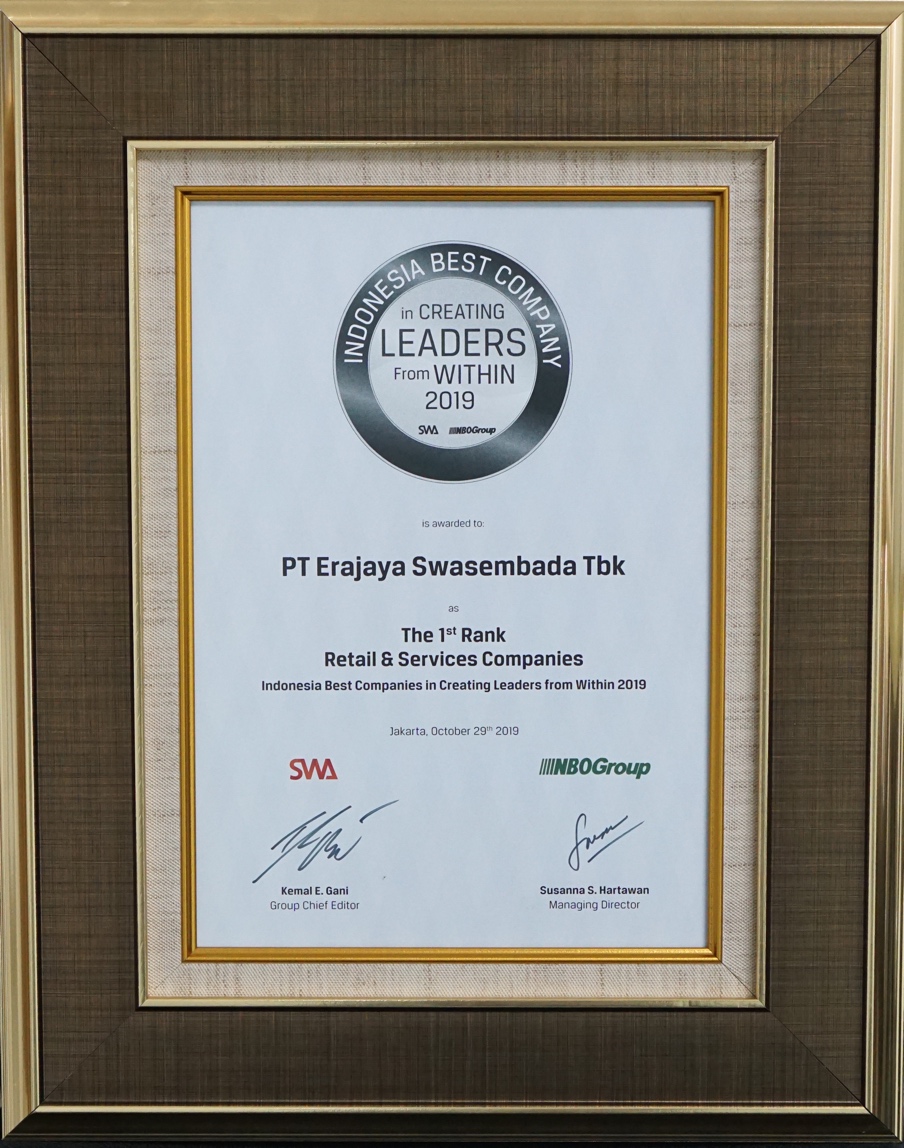 INDONESIA BEST COMPANY
in CREATING
LEADERS
From WITHIN
2019
SWA NBOGroup
is awarded to:
PT Erajaya Swasembada Tbk
as
The 1st Rank
Retail & Services Companies
Indonesia Best Companies in Creating Leaders from Within 2019
Jakarta, October 29th 2019
SWA NBOGroup
Kemal E. Gani Susanna S. Hartawan
Group Chief Editor Managing Director